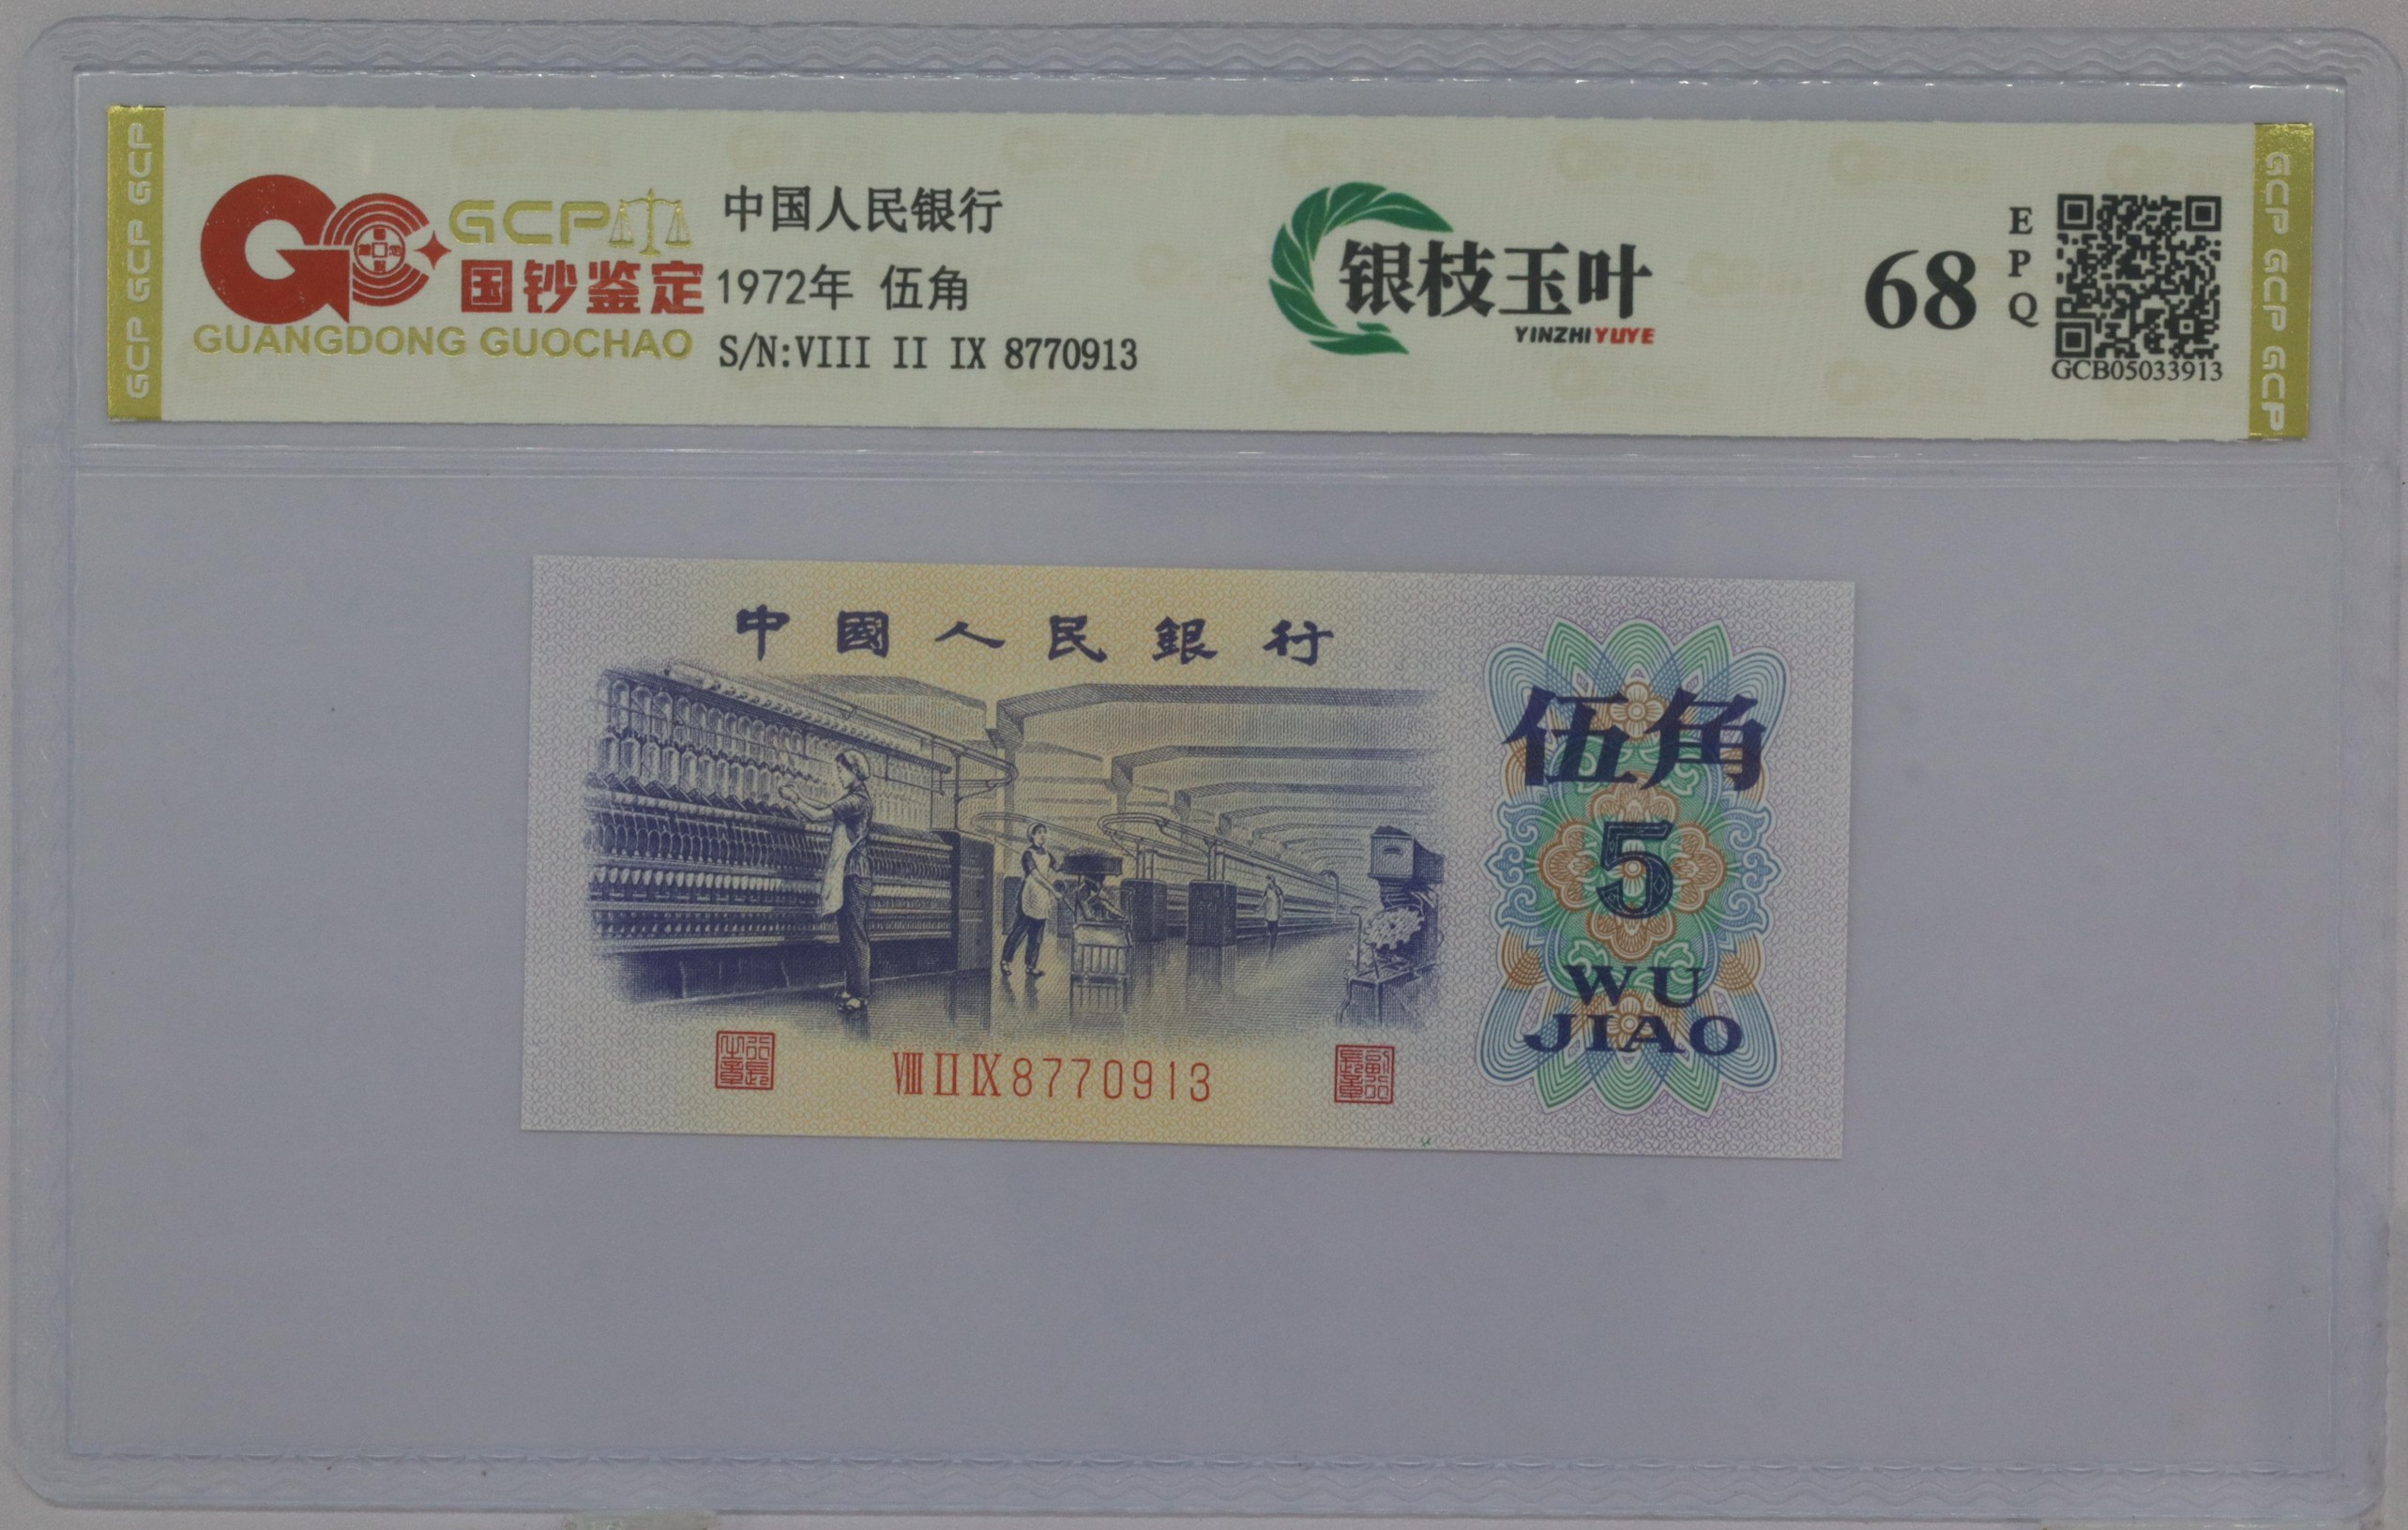 GCP GCP GCP
GCP
国钞鉴定
GUANGDONG GUOCHAO
中国人民银行
1972年 伍角
S/N:VIII II IX 8770913
银枝玉叶
YINZHIYUYE
68
EPQ
GCB05033913
GCP GCP GCP
中國人民銀行
伍角
5
WU
JIAO
VIII II IX 8770913